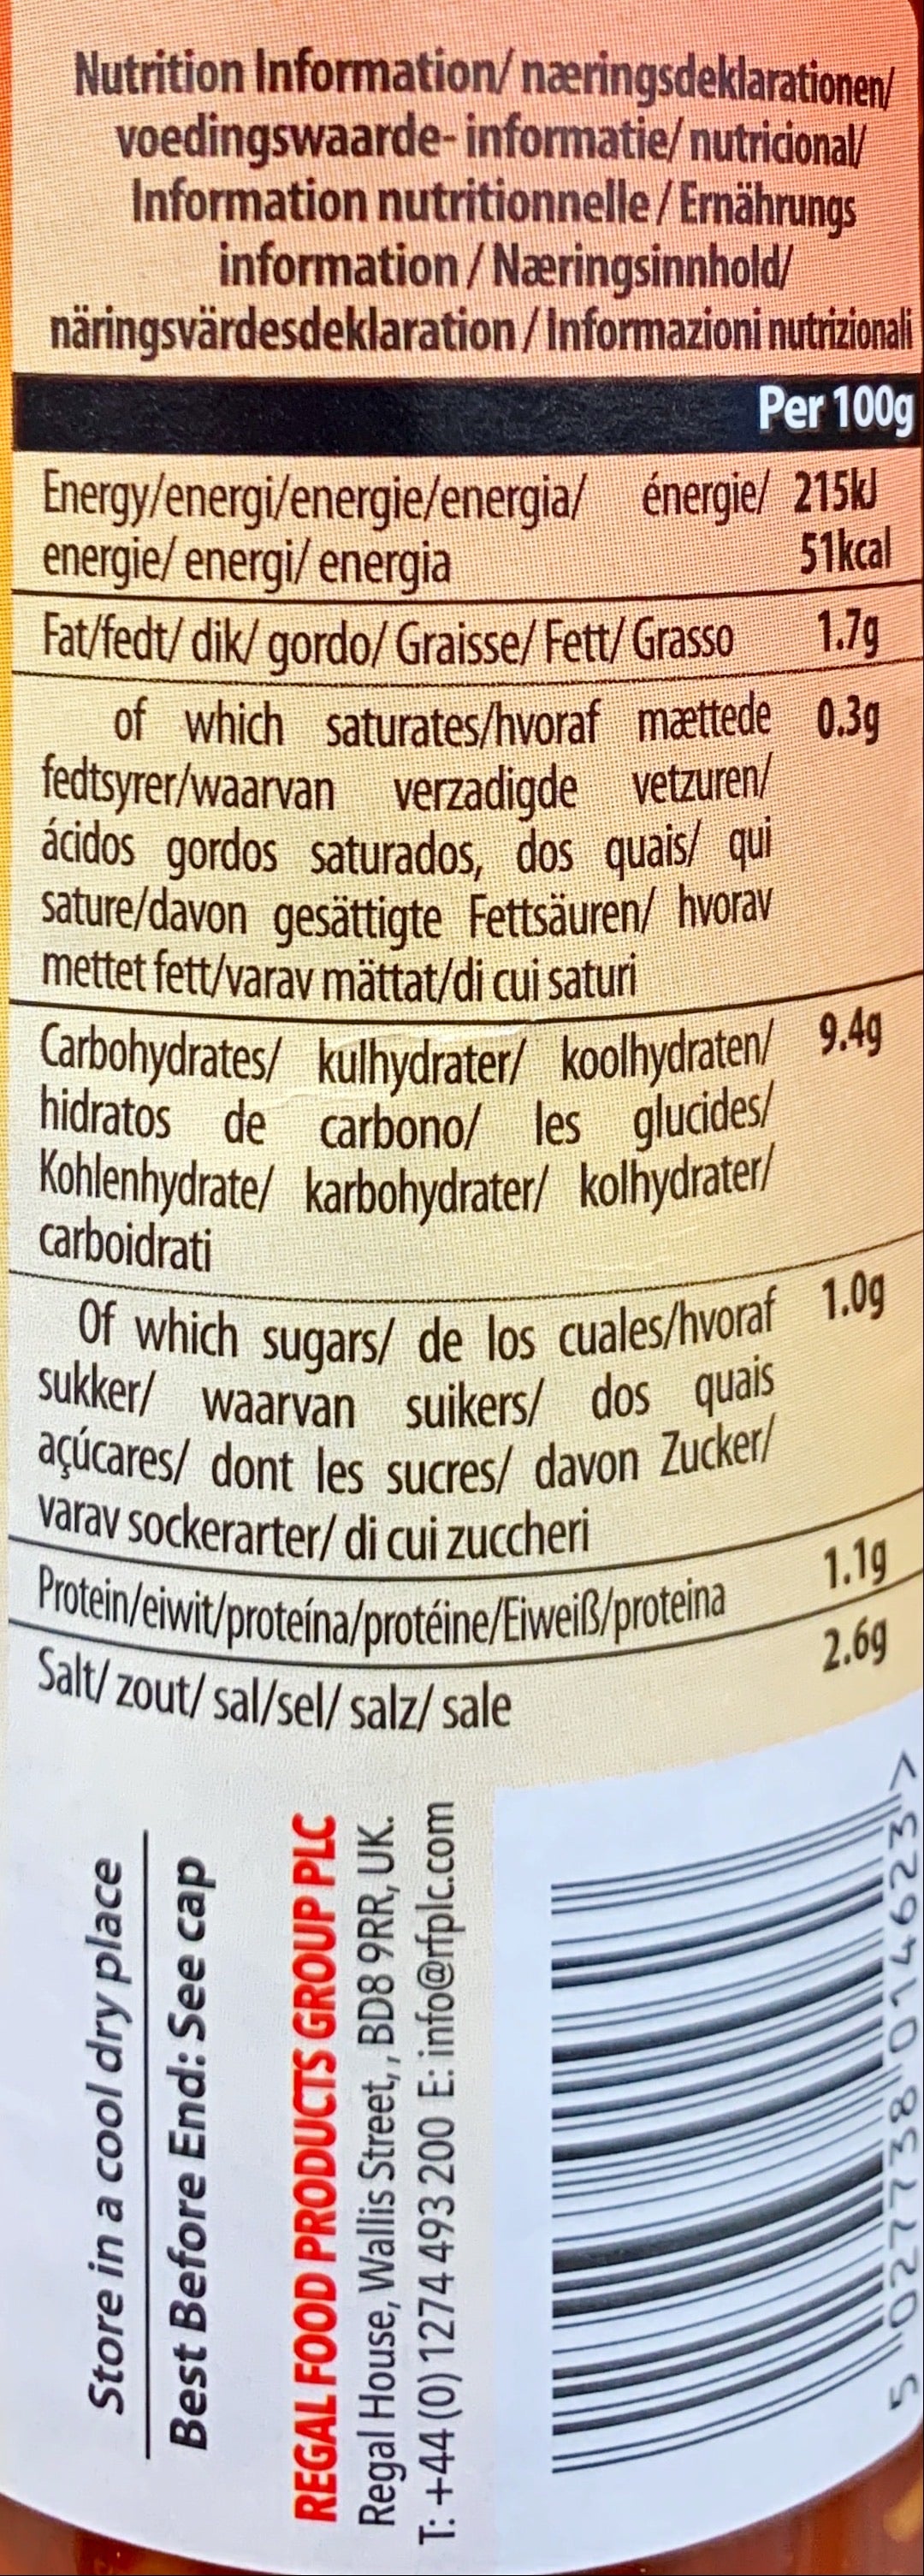 Nutrition Information/ næringsdeklarationen/
voedingswaarde- informatie/ nutricional/
Information nutritionnelle / Ernährungs
information / Næringsinnhold/
näringsvärdesdeklaration / Informazioni nutrizionali
Per 100g
Energy/energi/energie/energia/ énergie/ 215kJ
energie/ energi/ energia 51kcal
Fat/fedt/ dik/ gordo/ Graisse/ Fett/ Grasso 1.7g
of which saturates/hvoraf mættede 0.3g
fedtsyrer/waarvan verzadigde vetzuren/
ácidos gordos saturados, dos quais/ qui
sature/davon gesättigte Fettsäuren/ hvorav
mettet fett/varav mättat/di cui saturi
Carbohydrates/ kulhydrater/ koolhydraten/ 9.4g
hidratos de carbono/ les glucides/
Kohlenhydrate/ karbohydrater/ kolhydrater/
carboidrati
Of which sugars/ de los cuales/hvoraf 1.0g
sukker/ waarvan suikers/ dos quais
açúcares/ dont les sucres/ davon Zucker/
varav sockerarter/ di cui zuccheri
Protein/eiwit/proteína/protéine/Eiweiß/proteina 1.1g
Salt/ zout/ sal/sel/ salz/ sale 2.6g
Store in a cool dry place
Best Before End: See cap
REGAL FOOD PRODUCTS GROUP PLC
Regal House, Wallis Street,, BD8 9RR, UK.
T: +44 (0) 1274 493 200 E: info@rfplc.com
5 027738 014623 >